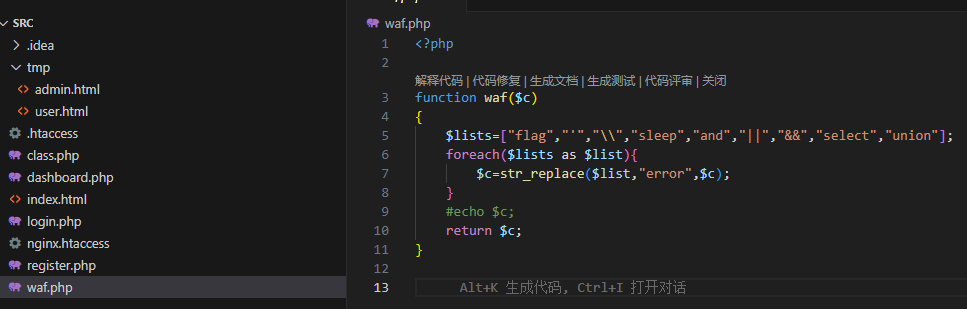 SRC
.idea
tmp
admin.html
user.html
.htaccess
class.php
dashboard.php
index.html
login.php
nginx.htaccess
register.php
waf.php
waf.php
1 <?php
2
解释代码 | 代码修复 | 生成文档 | 生成测试 | 代码评审 | 关闭
3 function waf($c)
4 {
5 $lists=["flag","'","\\","sleep","and","||","&&","select","union"];
6 foreach($lists as $list){
7 $c=str_replace($list,"error",$c);
8 }
9 #echo $c;
10 return $c;
11 }
12
13 Alt+K 生成代码, Ctrl+I 打开对话